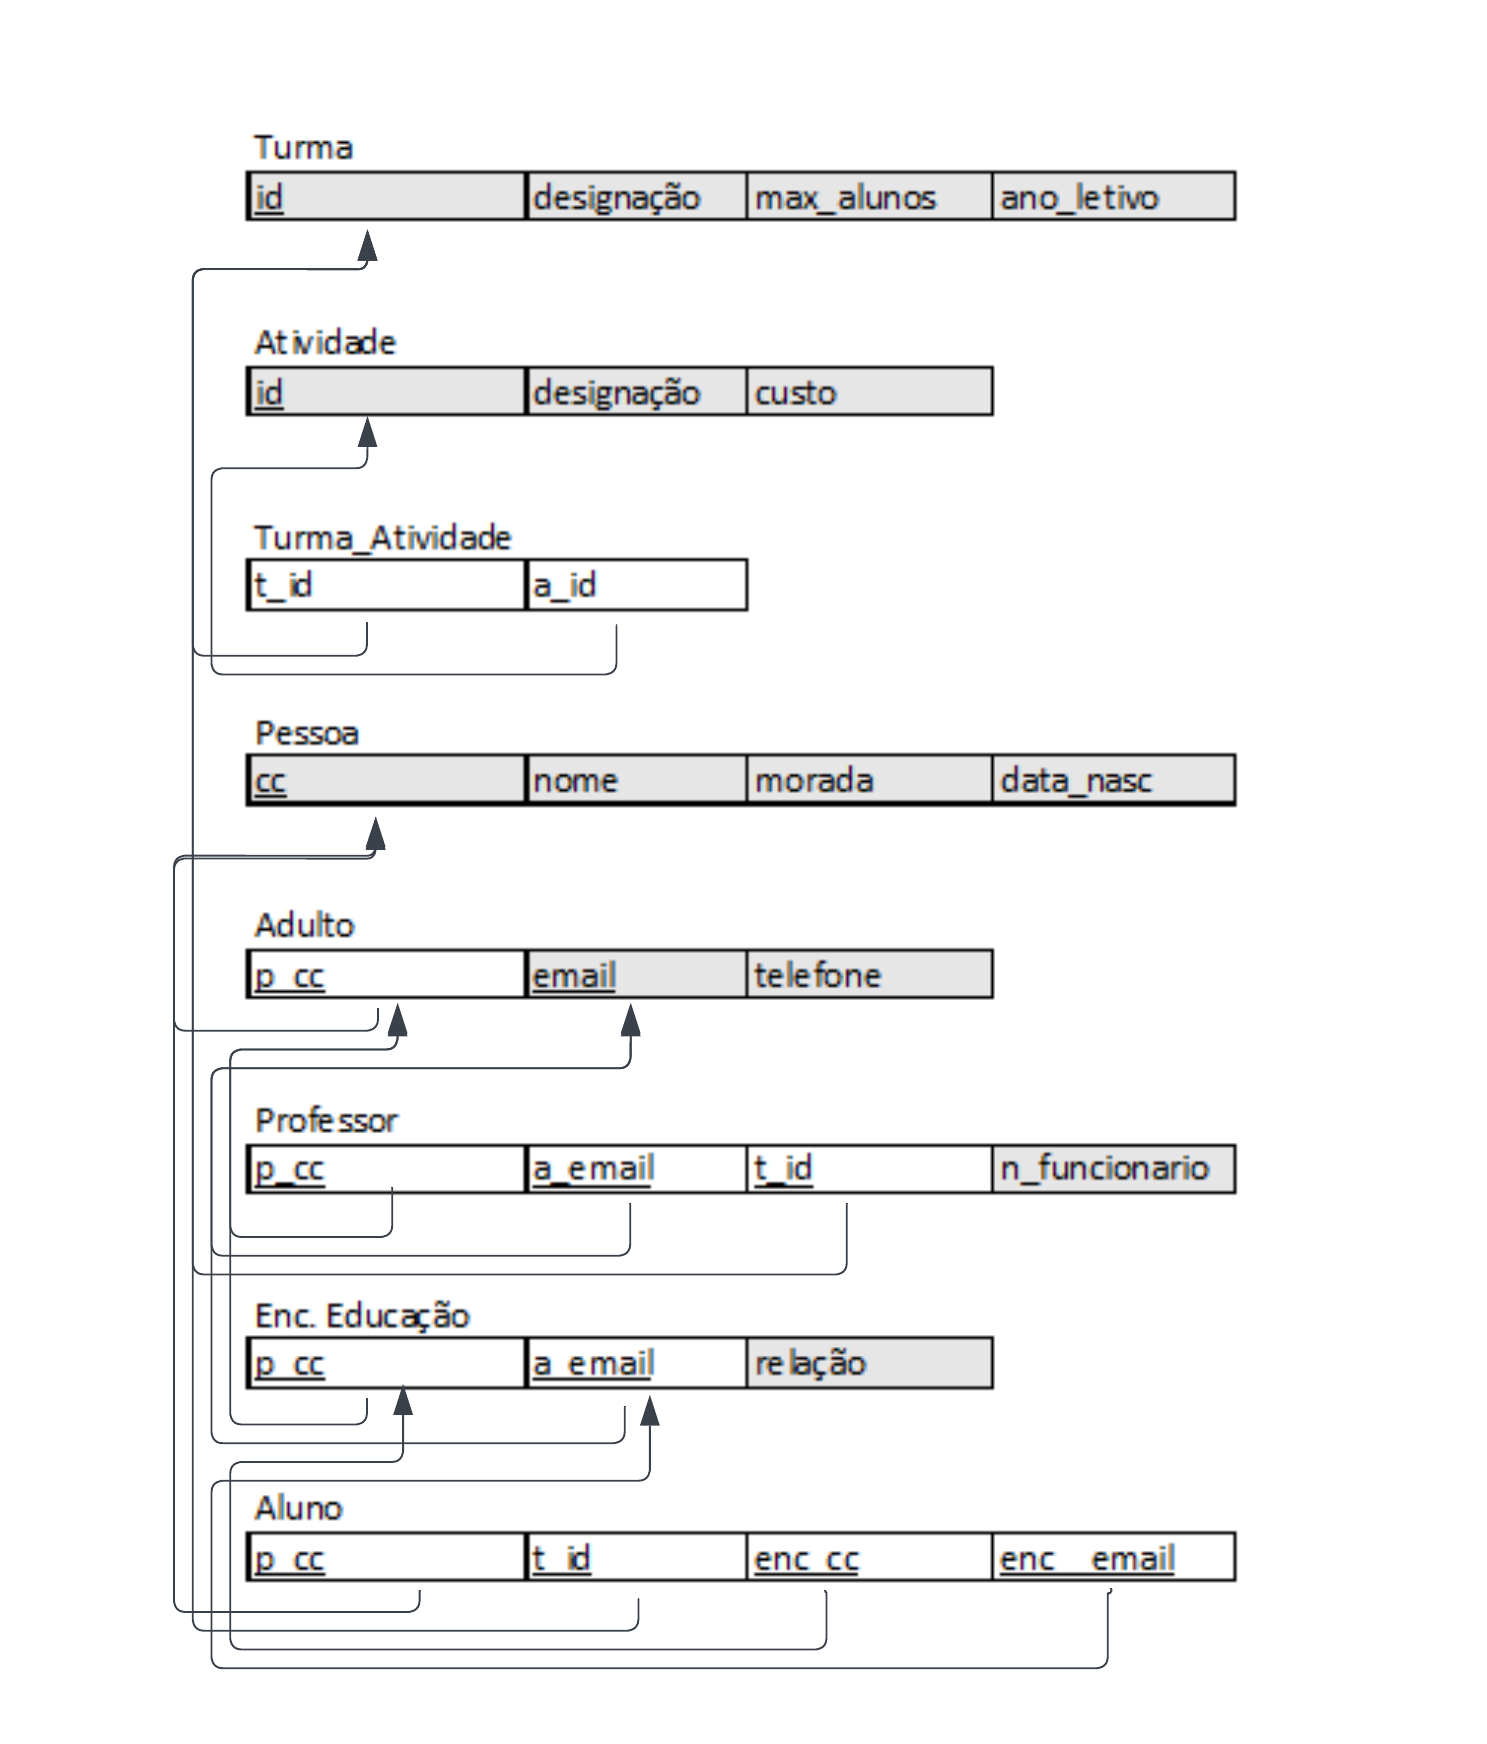 Turma
id designação max_alunos ano_letivo
Atividade
id designação custo
Turma_Atividade
t_id a_id
Pessoa
cc nome morada data_nasc
Adulto
p_cc email telefone
Professor
p_cc a_email t_id n_funcionario
Enc. Educação
p_cc a_email relação
Aluno
p_cc t_id enc_cc enc__email